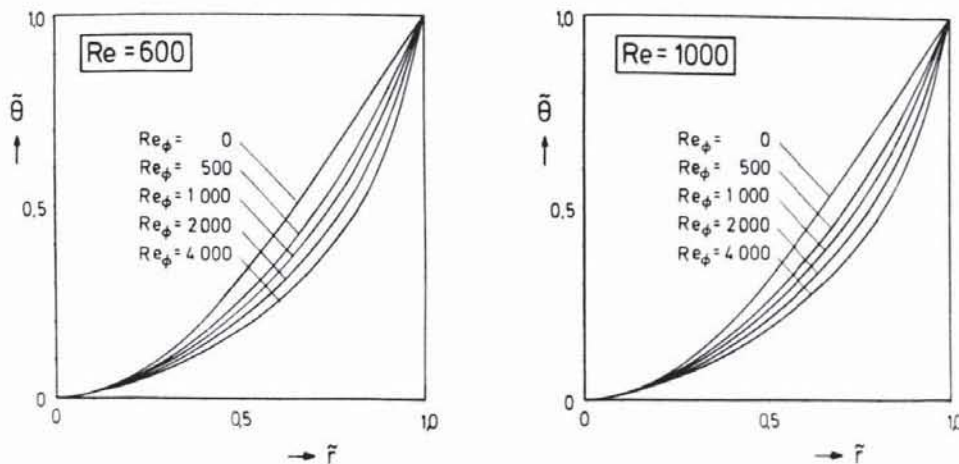 1,0
Re = 600
θ̃
Re_ϕ = 0
Re_ϕ = 500
Re_ϕ = 1 000
Re_ϕ = 2 000
Re_ϕ = 4 000
0,5
0
0
0,5
1,0
r̃
1,0
Re = 1000
θ̃
Re_ϕ = 0
Re_ϕ = 500
Re_ϕ = 1 000
Re_ϕ = 2 000
Re_ϕ = 4 000
0,5
0
0
0,5
1,0
r̃